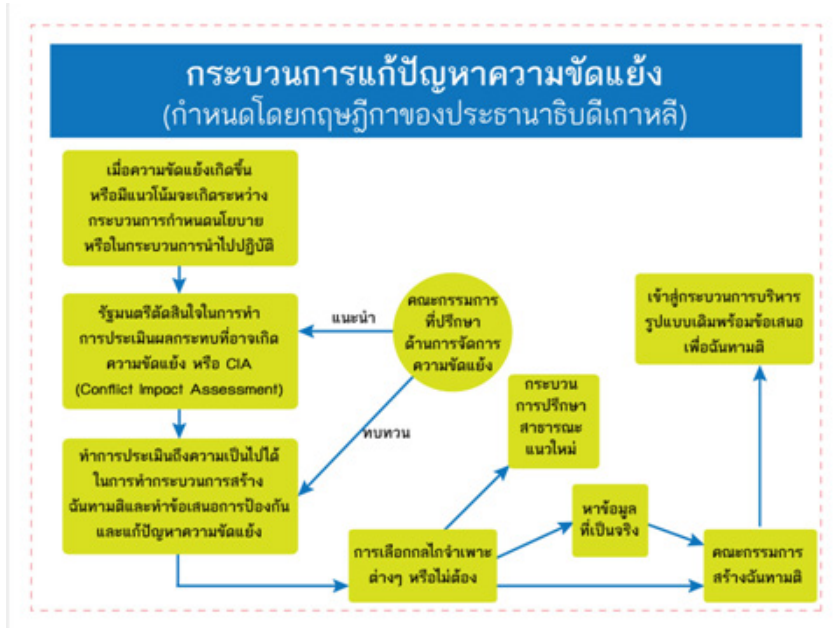 กระบวนการแก้ปัญหาความขัดแย้ง
(กำหนดโดยกฤษฎีกาของประธานาธิบดีเกาหลี)
เมื่อความขัดแย้งเกิดขึ้น
หรือมีแนวโน้มจะเกิดระหว่าง
กระบวนการกำหนดนโยบาย
หรือในกระบวนการนำไปปฏิบัติ
รัฐมนตรีตัดสินใจในการทำ
การประเมินผลกระทบที่อาจเกิด
ความขัดแย้ง หรือ CIA
(Conflict Impact Assessment)
แนะนำ
คณะกรรมการ
ที่ปรึกษา
ด้านการจัดการ
ความขัดแย้ง
ทบทวน
ทำการประเมินถึงความเป็นไปได้
ในการทำกระบวนการสร้าง
ฉันทามติและทำข้อเสนอการป้องกัน
และแก้ปัญหาความขัดแย้ง
การเลือกกลไกจำเพาะ
ต่างๆ หรือไม่ต้อง
กระบวน
การปรึกษา
สาธารณะ
แนวใหม่
หาข้อมูล
ที่เป็นจริง
คณะกรรมการ
สร้างฉันทามติ
เข้าสู่กระบวนการบริหาร
รูปแบบเดิมพร้อมข้อเสนอ
เพื่อฉันทามติ